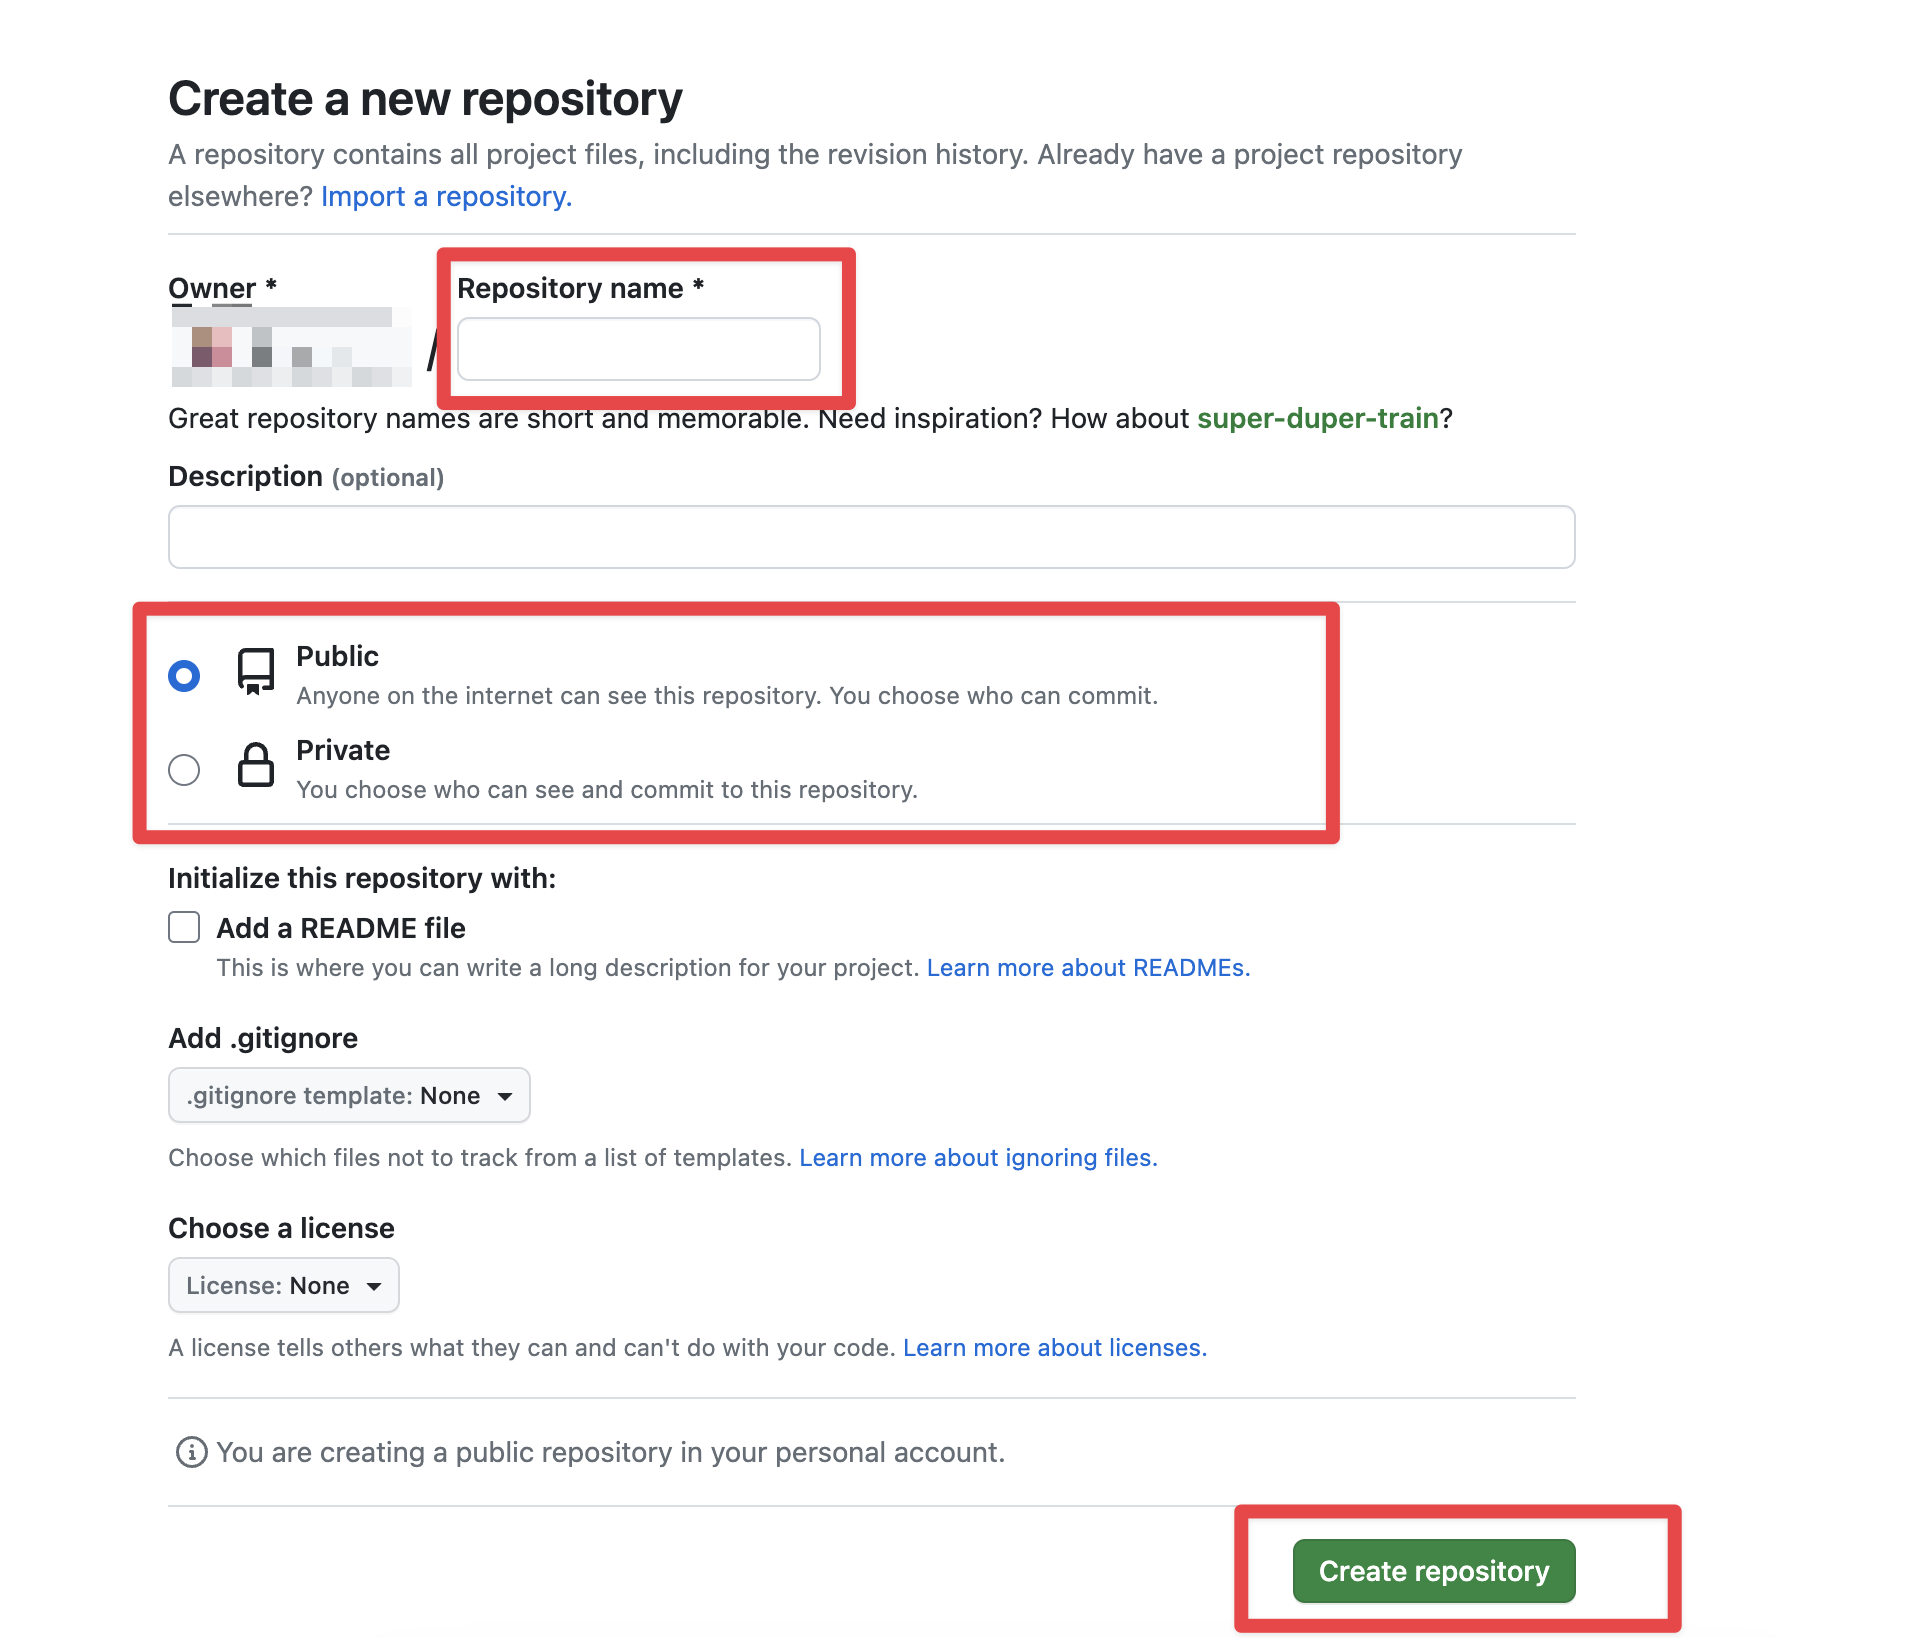 Create a new repository
A repository contains all project files, including the revision history. Already have a project repository
elsewhere? Import a repository.
Owner *
Repository name *
/
Great repository names are short and memorable. Need inspiration? How about super-duper-train?
Description (optional)
Public
Anyone on the internet can see this repository. You choose who can commit.
Private
You choose who can see and commit to this repository.
Initialize this repository with:
Add a README file
This is where you can write a long description for your project. Learn more about READMEs.
Add .gitignore
.gitignore template: None
Choose which files not to track from a list of templates. Learn more about ignoring files.
Choose a license
License: None
A license tells others what they can and can't do with your code. Learn more about licenses.
You are creating a public repository in your personal account.
Create repository